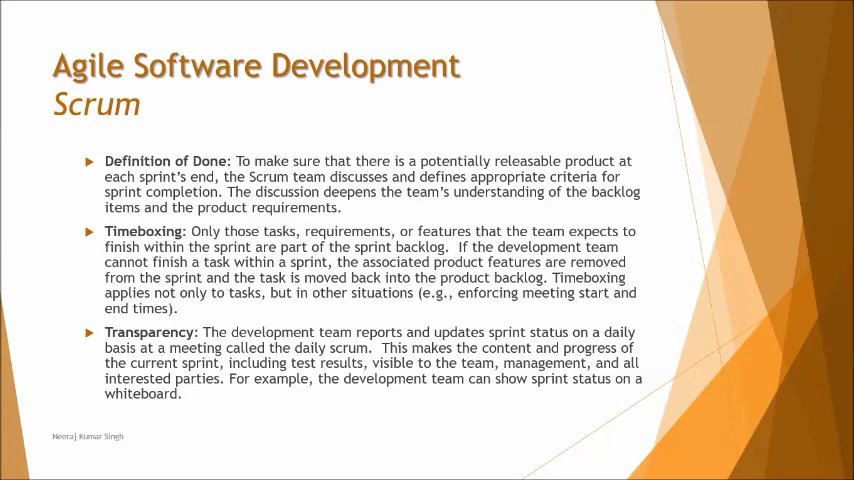 Agile Software Development
Scrum
Definition of Done: To make sure that there is a potentially releasable product at
each sprint's end, the Scrum team discusses and defines appropriate criteria for
sprint completion. The discussion deepens the team's understanding of the backlog
items and the product requirements.
Timeboxing: Only those tasks, requirements, or features that the team expects to
finish within the sprint are part of the sprint backlog.  If the development team
cannot finish a task within a sprint, the associated product features are removed
from the sprint and the task is moved back into the product backlog. Timeboxing
applies not only to tasks, but in other situations (e.g., enforcing meeting start and
end times).
Transparency: The development team reports and updates sprint status on a daily
basis at a meeting called the daily scrum.  This makes the content and progress of
the current sprint, including test results, visible to the team, management, and all
interested parties. For example, the development team can show sprint status on a
whiteboard.
Neeraj Kumar Singh